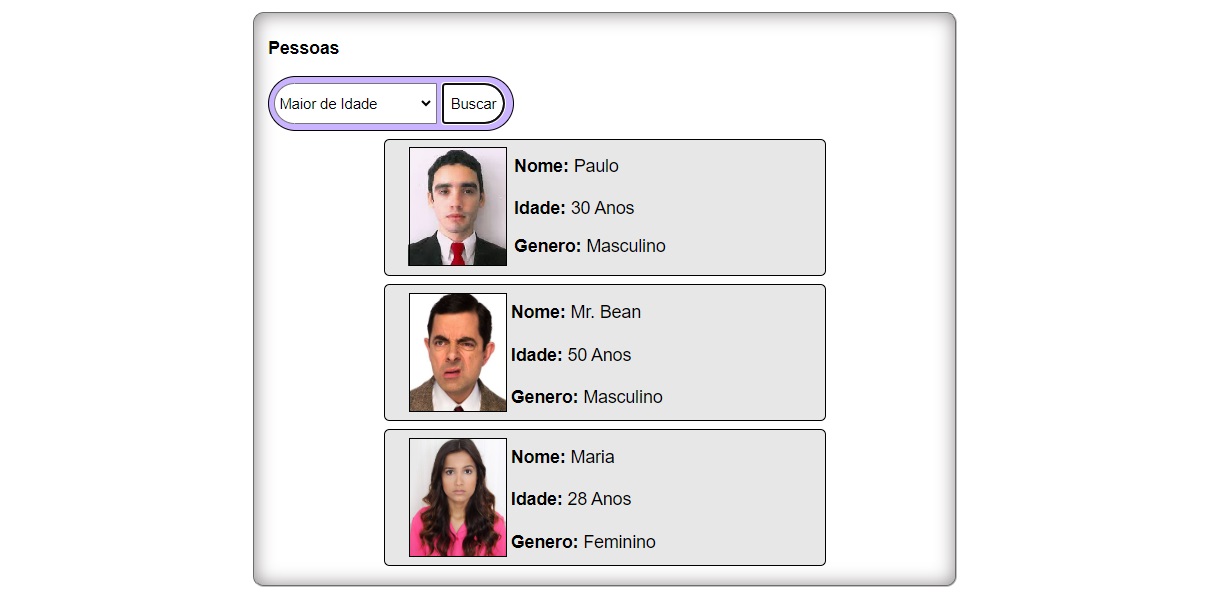 Pessoas
Maior de Idade Buscar
Nome: Paulo
Idade: 30 Anos
Genero: Masculino
Nome: Mr. Bean
Idade: 50 Anos
Genero: Masculino
Nome: Maria
Idade: 28 Anos
Genero: Feminino